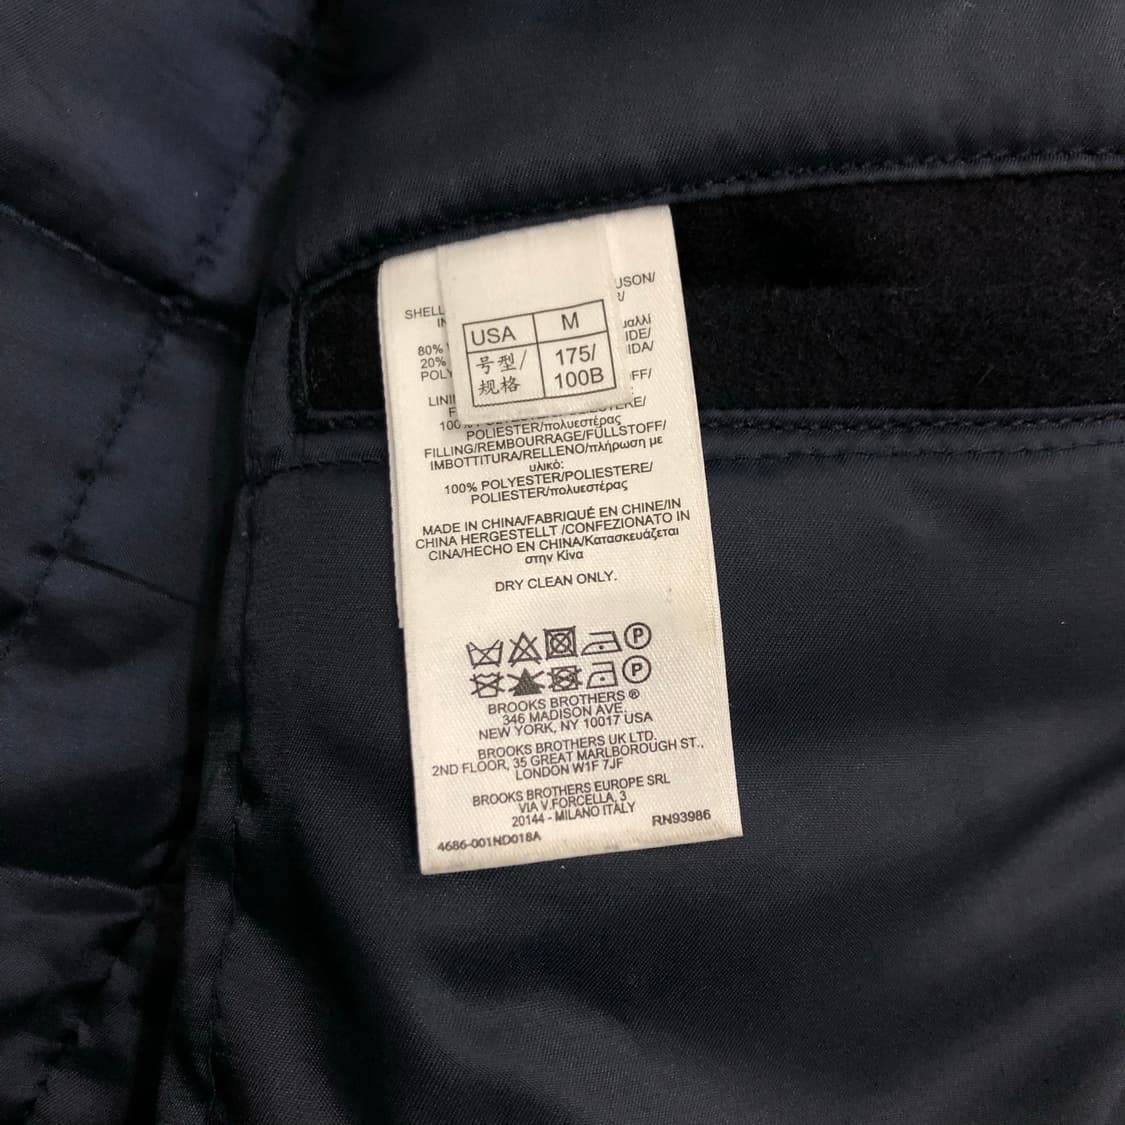 USON/
SHELL
USA M
号型/ 175/
规格 100B
80%
20%
IDE/
IDA/
FF/
POLIESTER/πολυεστέρας
FILLING/REMBOURRAGE/FÜLLSTOFF/
IMBOTTITURA/RELLENO/πλήρωση με
υλικό:
100% POLYESTER/POLIESTERE/
POLIESTER/πολυεστέρας
MADE IN CHINA/FABRIQUÉ EN CHINE/IN
CHINA HERGESTELLT /CONFEZIONATO IN
CINA/HECHO EN CHINA/Κατασκευάζεται
στην Κίνα
DRY CLEAN ONLY.
P
P
BROOKS BROTHERS ®
346 MADISON AVE.
NEW YORK, NY 10017 USA
BROOKS BROTHERS UK LTD.
2ND FLOOR, 35 GREAT MARLBOROUGH ST.,
LONDON W1F 7JF
BROOKS BROTHERS EUROPE SRL
VIA V.FORCELLA, 3
20144 - MILANO ITALY
4686-001ND018A RN93986